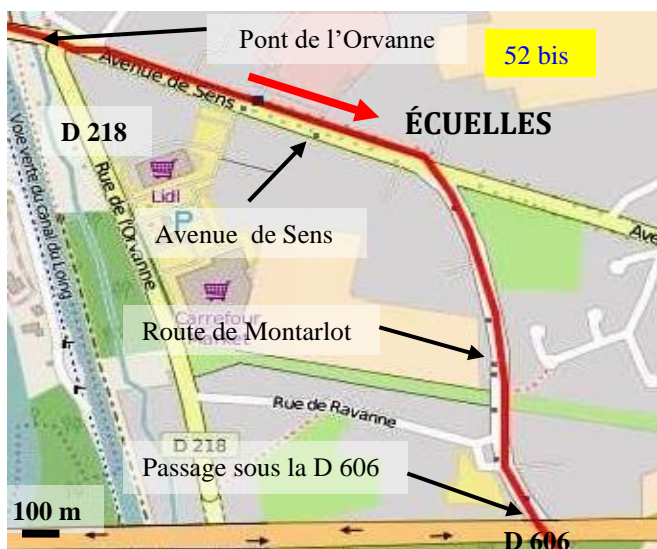 Pont de l'Orvanne
52 bis
Avenue de Sens
ÉCUELLES
D 218
Voie verte du Canal du Loing
Rue de l'Orvanne
Lidl
P
Avenue de Sens
Ave
Carrefour
market
Route de Montarlot
Rue de Ravanne
D 218
Passage sous la D 606
100 m
D 606